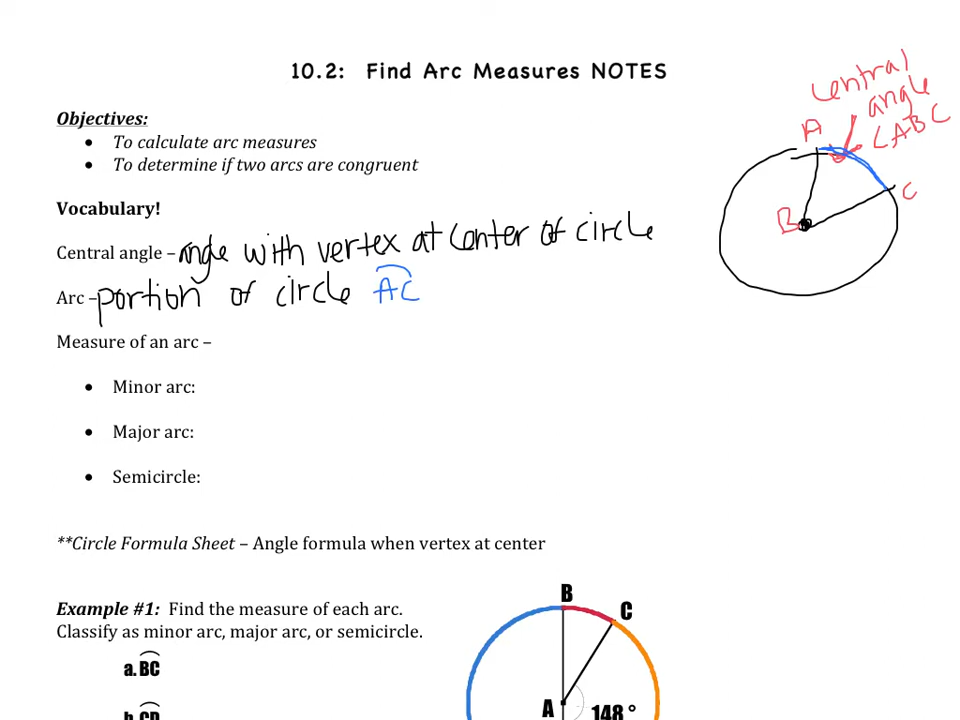 10.2: Find Arc Measures NOTES
central
angle
∠ABC
Objectives:
• To calculate arc measures
• To determine if two arcs are congruent
A
C
B
Vocabulary!
Central angle – angle with vertex at center of circle
Arc – portion of circle AC
Measure of an arc –
• Minor arc:
• Major arc:
• Semicircle:
**Circle Formula Sheet – Angle formula when vertex at center
Example #1: Find the measure of each arc.
Classify as minor arc, major arc, or semicircle.
B
C
a. BC
A
148°
b. CD